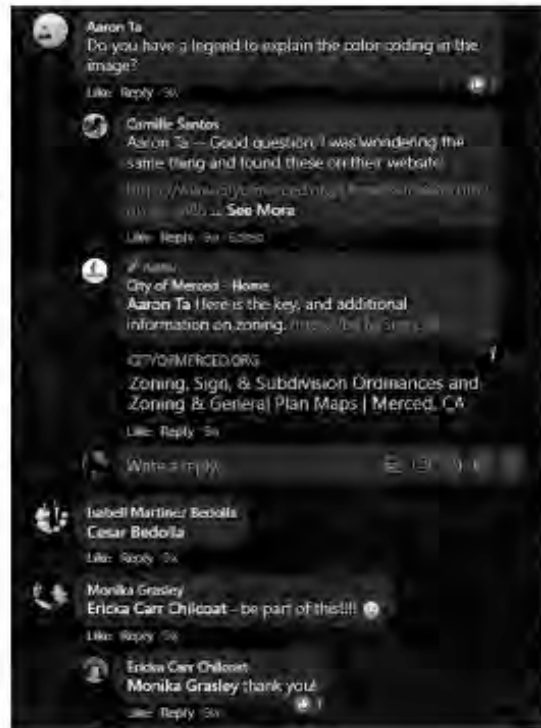 Aaron Ta
Do you have a legend to explain the color coding in the
image?
Like Reply
Camille Santos
Aaron Ta — Good question, I was wondering the
same thing and found these on their website!
See More
Like Reply Edited
Author
City of Merced - Home
Aaron Ta Here is the key, and additional
information on zoning.
CITYOFMERCED.ORG
Zoning, Sign, & Subdivision Ordinances and
Zoning & General Plan Maps | Merced, CA
Like Reply
Write a reply...
Isabell Martinez Bedolla
Cesar Bedolla
Like Reply
Monika Grasley
Ericka Carr Chilcoat - be part of this!!!!
Like Reply
Ericka Carr Chilcoat
Monika Grasley thank you!
Like Reply